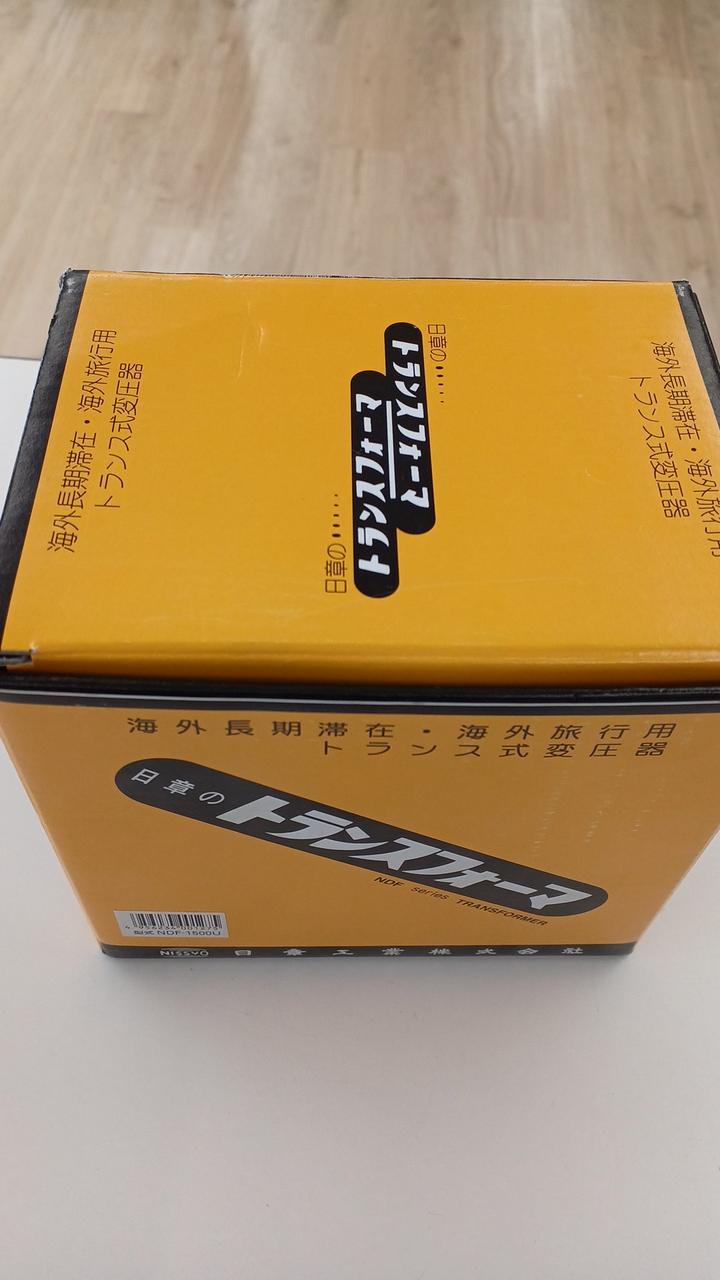 海外長期滞在・海外旅行用
トランス式変圧器
日章の
トランスフォーマ
日章の
トランスフォーマ
海外長期滞在・海外旅行用
トランス式変圧器
海外長期滞在・海外旅行用
トランス式変圧器
日章の トランスフォーマ
NDF series TRANSFORMER
型式 NDF-1500U
NISSYO 日章工業株式会社